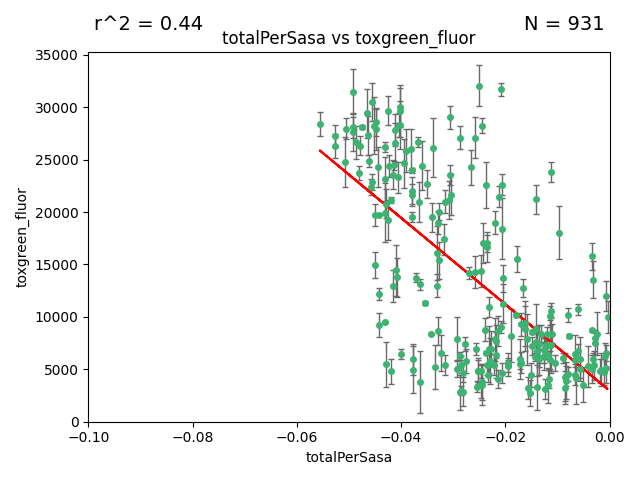 r^2 = 0.44
N = 931
totalPerSasa vs toxgreen_fluor
35000
30000
25000
20000
15000
10000
5000
0
toxgreen_fluor
−0.10
−0.08
−0.06
−0.04
−0.02
0.00
totalPerSasa